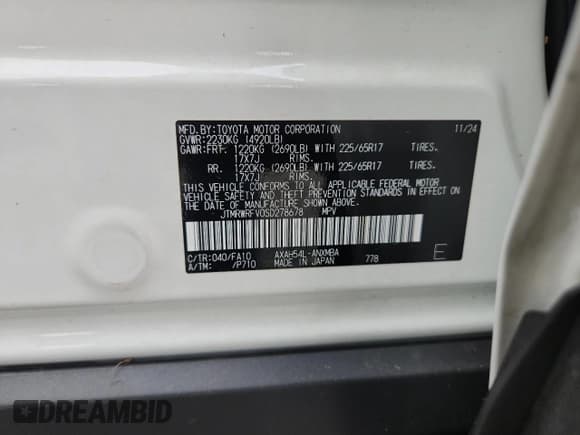 MFD.BY:TOYOTA MOTOR CORPORATION 11/24
GVWR:2230KG (4920LB)
GAWR:FRT. 1220KG (2690LB) WITH 225/65R17 TIRES.
17X7J RIMS.
RR. 1220KG (2690LB) WITH 225/65R17 TIRES.
17X7J RIMS.
THIS VEHICLE CONFORMS TO ALL APPLICABLE FEDERAL MOTOR
VEHICLE SAFETY AND THEFT PREVENTION STANDARDS IN EFFECT ON
THE DATE OF MANUFACTURE SHOWN ABOVE.
JTMRWRFV0SD278678 MPV
C/TR:040/FA10 AXAH54L-ANXMBA
A/TM: /P710 MADE IN JAPAN 778 E
DREAMBID